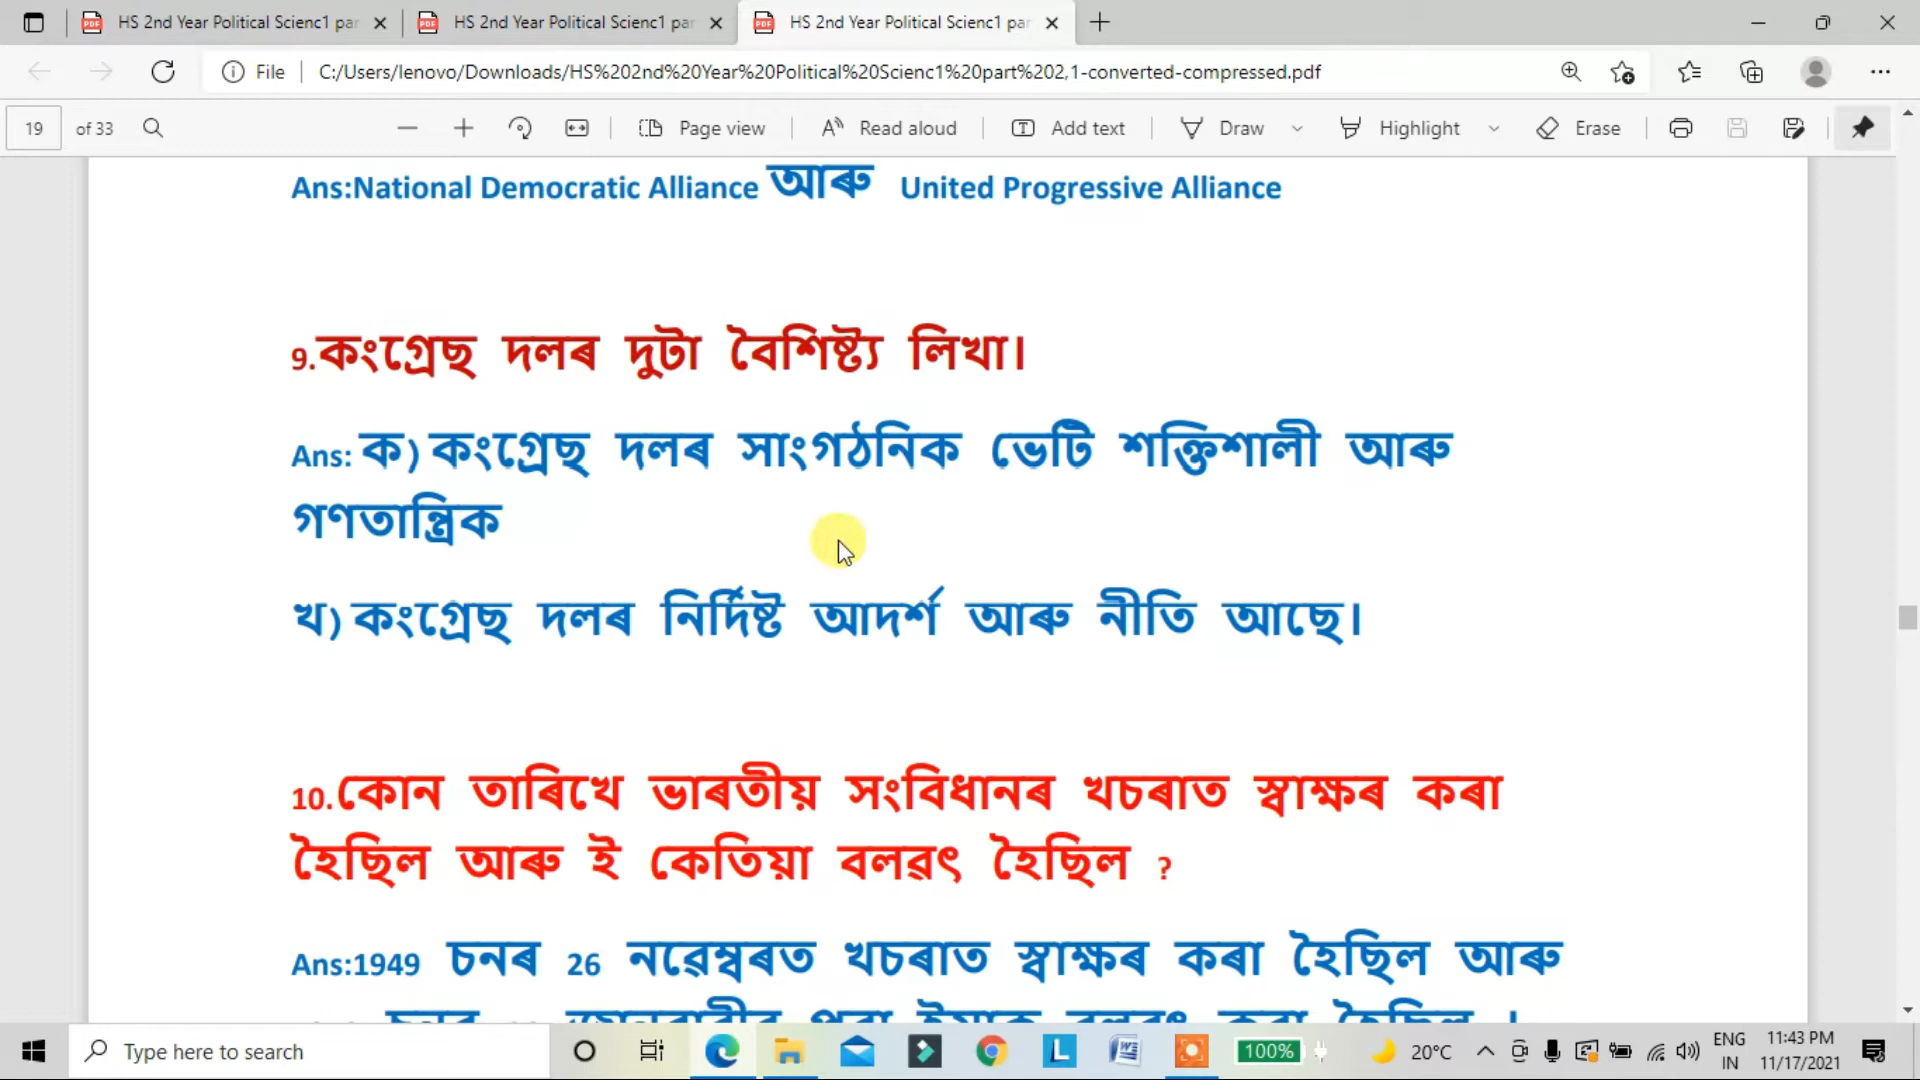 HS 2nd Year Political Scienc1 par
HS 2nd Year Political Scienc1 par
HS 2nd Year Political Scienc1 par
File
C:/Users/lenovo/Downloads/HS%202nd%20Year%20Political%20Scienc1%20part%202,1-converted-compressed.pdf
19 of 33
Page view
Read aloud
Add text
Draw
Highlight
Erase
Ans:National Democratic Alliance আৰু United Progressive Alliance
9.কংগ্ৰেছ দলৰ দুটা বৈশিষ্ট্য লিখা।
Ans: ক) কংগ্ৰেছ দলৰ সাংগঠনিক ভেটি শক্তিশালী আৰু
গণতান্ত্ৰিক
খ) কংগ্ৰেছ দলৰ নিৰ্দিষ্ট আদৰ্শ আৰু নীতি আছে।
10.কোন তাৰিখে ভাৰতীয় সংবিধানৰ খচৰাত স্বাক্ষৰ কৰা
হৈছিল আৰু ই কেতিয়া বলৱৎ হৈছিল ?
Ans:1949 চনৰ 26 নৱেম্বৰত খচৰাত স্বাক্ষৰ কৰা হৈছিল আৰু
Type here to search
100%
20°C
ENG
IN
11:43 PM
11/17/2021